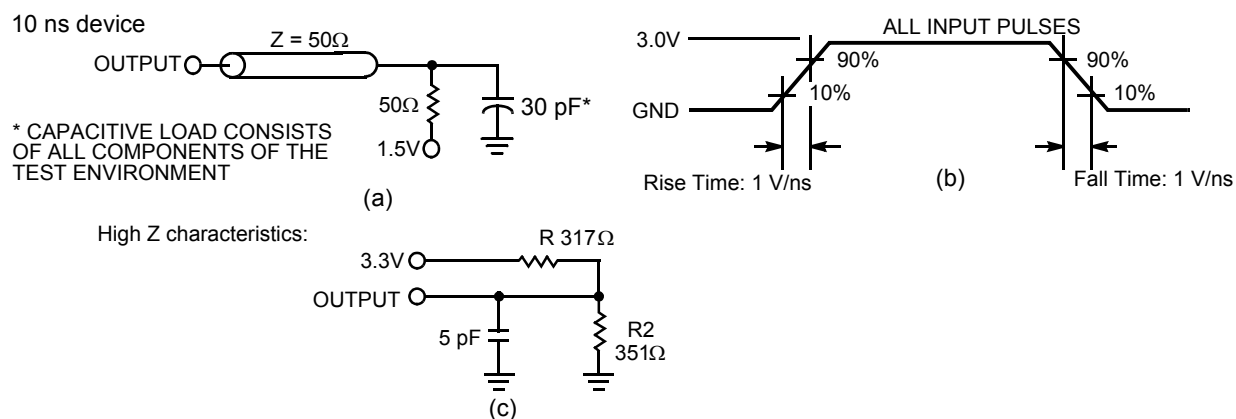 10 ns device
Z = 50Ω
OUTPUT
50Ω
30 pF*
1.5V
* CAPACITIVE LOAD CONSISTS
OF ALL COMPONENTS OF THE
TEST ENVIRONMENT
(a)
ALL INPUT PULSES
3.0V
90%
10%
GND
90%
10%
Rise Time: 1 V/ns
(b)
Fall Time: 1 V/ns
High Z characteristics:
R 317Ω
3.3V
OUTPUT
5 pF
R2
351Ω
(c)